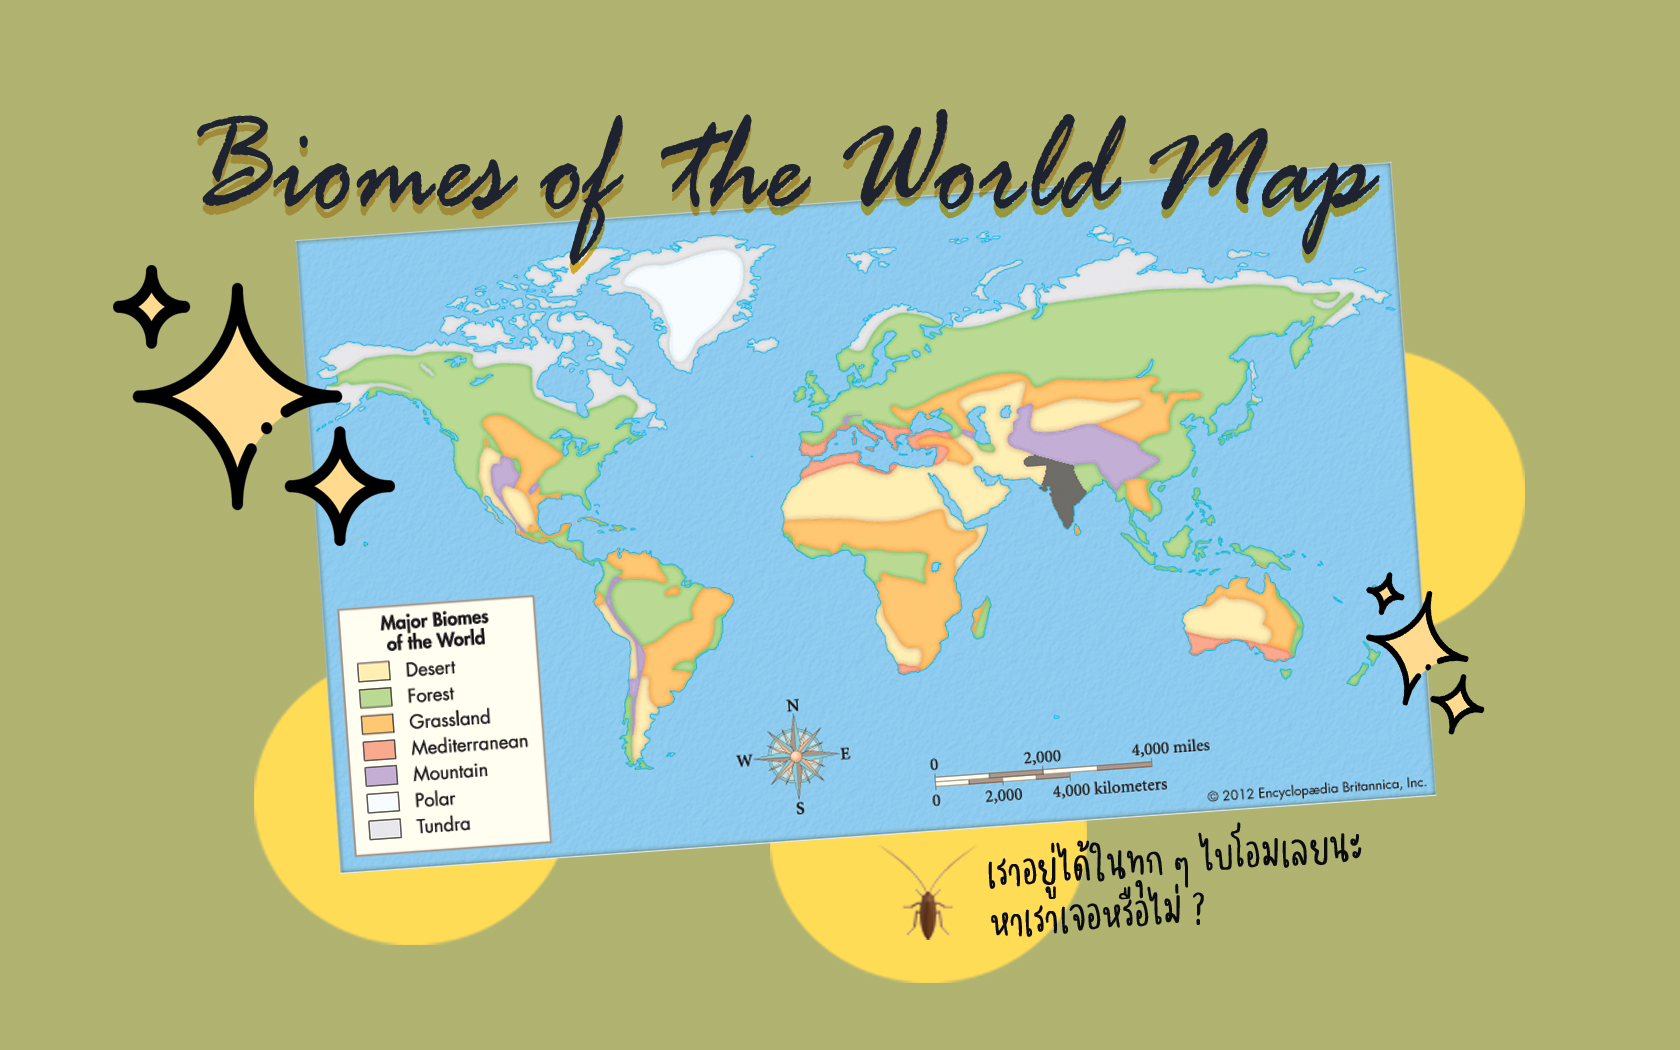 Biomes of the World Map
Major Biomes
of the World
Desert
Forest
Grassland
Mediterranean
Mountain
Polar
Tundra
N
W E
S
0 2,000 4,000 miles
0 2,000 4,000 kilometers
© 2012 Encyclopædia Britannica, Inc.
เราอยู่ได้ในทุก ๆ ไบโอมเลยนะ
หาเราเจอหรือไม่ ?